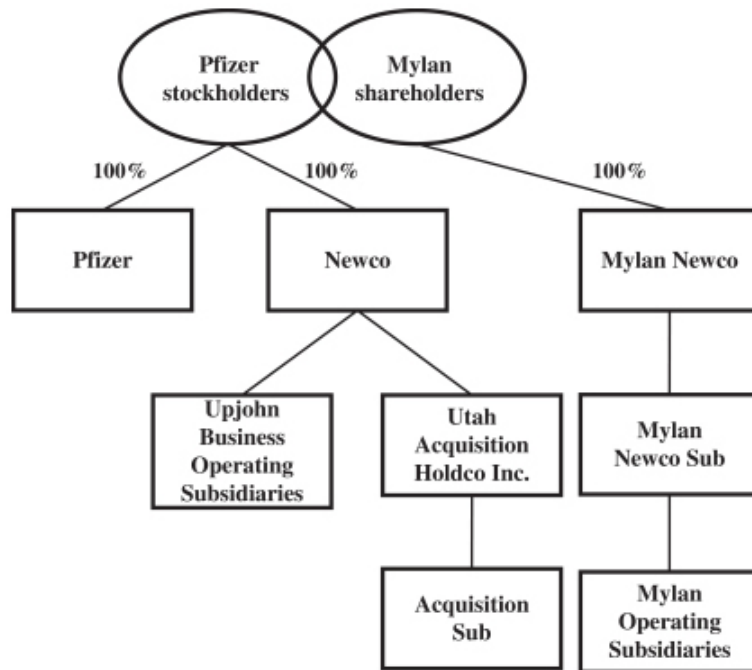 Pfizer
stockholders
Mylan
shareholders
100%
100%
100%
Pfizer
Newco
Mylan Newco
Upjohn
Business
Operating
Subsidiaries
Utah
Acquisition
Holdco Inc.
Mylan
Newco Sub
Acquisition
Sub
Mylan
Operating
Subsidiaries